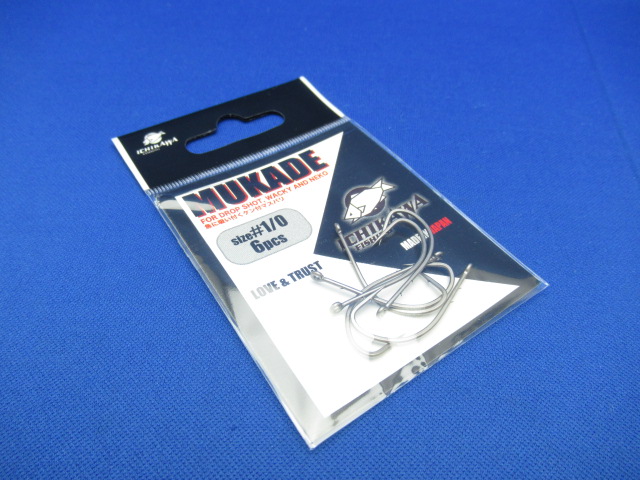 ICHIKAWA
MUKADE
FOR DROP SHOT, WACKY AND NEKO
size#1/0
6pcs
ICHIKAWA
FISHING
MADE IN JAPAN
LOVE & TRUST